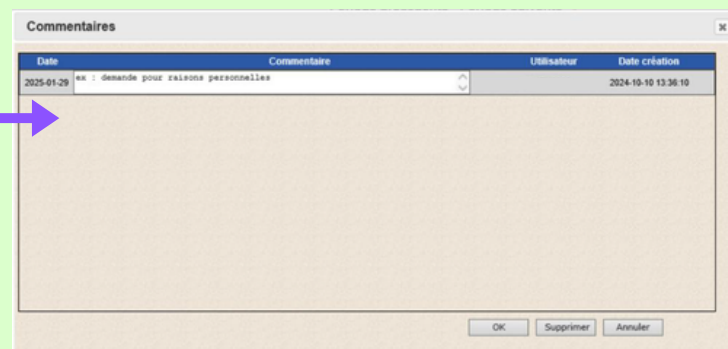 Commentaires
Date Commentaire Utilisateur Date création
2025-01-29 ex : demande pour raisons personnelles 2024-10-10 13:36:10
OK Supprimer Annuler